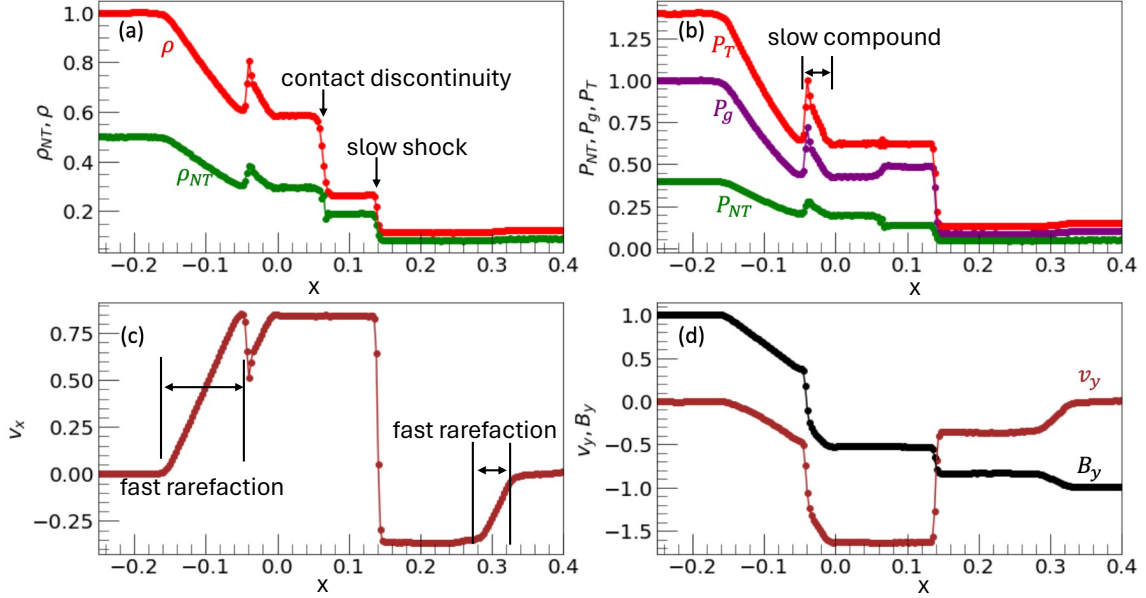 (a)
ρ
contact discontinuity
slow shock
ρ_NT
ρ_NT, ρ
1.0
0.8
0.6
0.4
0.2
−0.2 −0.1 0.0 0.1 0.2 0.3 0.4
x
(b)
slow compound
P_T
P_g
P_NT
P_NT, P_g, P_T
1.25
1.00
0.75
0.50
0.25
0.00
−0.2 −0.1 0.0 0.1 0.2 0.3 0.4
x
(c)
fast rarefaction
fast rarefaction
v_x
0.75
0.50
0.25
0.00
−0.25
−0.2 −0.1 0.0 0.1 0.2 0.3 0.4
x
(d)
v_y
B_y
v_y, B_y
1.0
0.5
0.0
−0.5
−1.0
−1.5
−0.2 −0.1 0.0 0.1 0.2 0.3 0.4
x